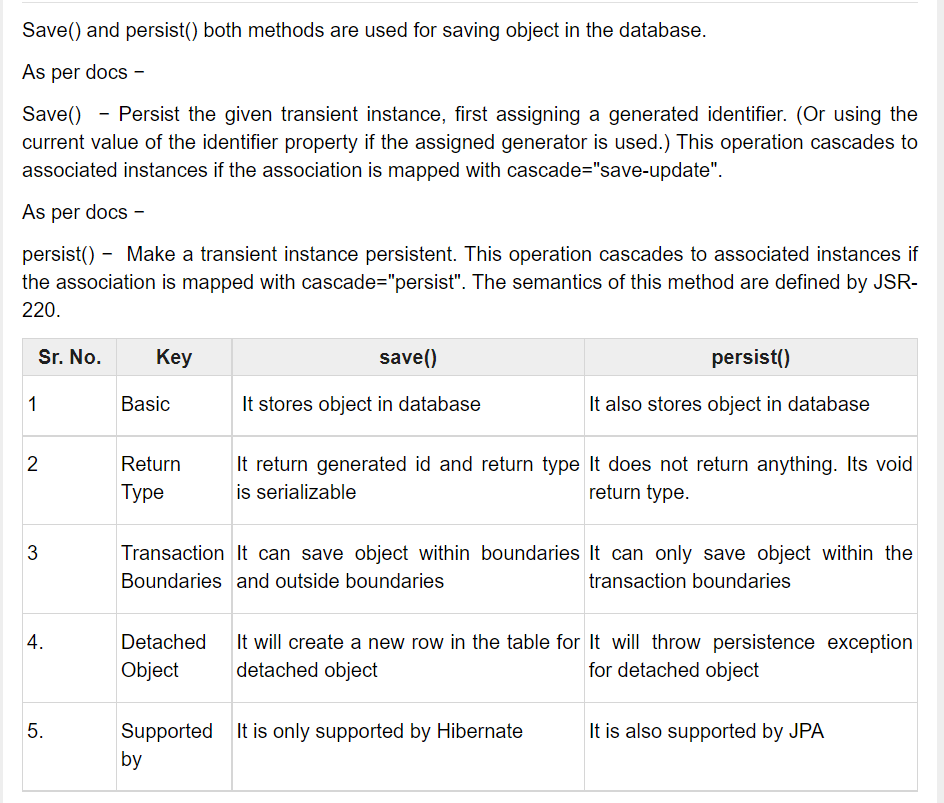 Save() and persist() both methods are used for saving object in the database.
As per docs −
Save()  − Persist the given transient instance, first assigning a generated identifier. (Or using the
current value of the identifier property if the assigned generator is used.) This operation cascades to
associated instances if the association is mapped with cascade="save-update".
As per docs −
persist() −  Make a transient instance persistent. This operation cascades to associated instances if
the association is mapped with cascade="persist". The semantics of this method are defined by JSR-
220.
Sr. No. Key save() persist()
1 Basic It stores object in database It also stores object in database
2 Return It return generated id and return type It does not return anything. Its void
Type is serializable return type.
3 Transaction It can save object within boundaries It can only save object within the
Boundaries and outside boundaries transaction boundaries
4. Detached It will create a new row in the table for It will throw persistence exception
Object detached object for detached object
5. Supported It is only supported by Hibernate It is also supported by JPA
by